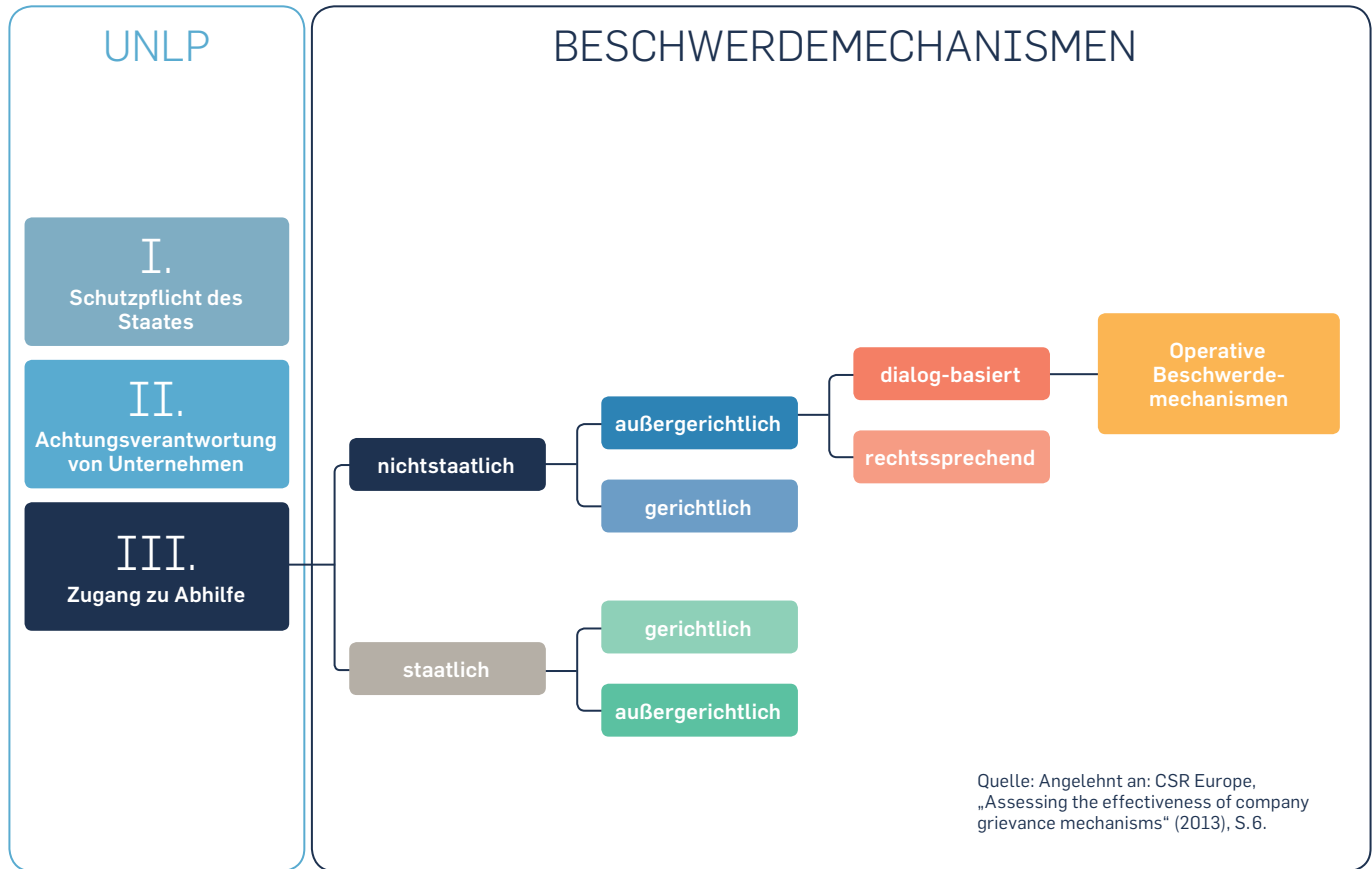 UNLP
BESCHWERDEMECHANISMEN
I.
Schutzpflicht des
Staates
II.
Achtungsverantwortung
von Unternehmen
III.
Zugang zu Abhilfe
nichtstaatlich
staatlich
außergerichtlich
gerichtlich
gerichtlich
außergerichtlich
dialog-basiert
rechtssprechend
Operative
Beschwerde-
mechanismen
Quelle: Angelehnt an: CSR Europe,
„Assessing the effectiveness of company
grievance mechanisms“ (2013), S.6.